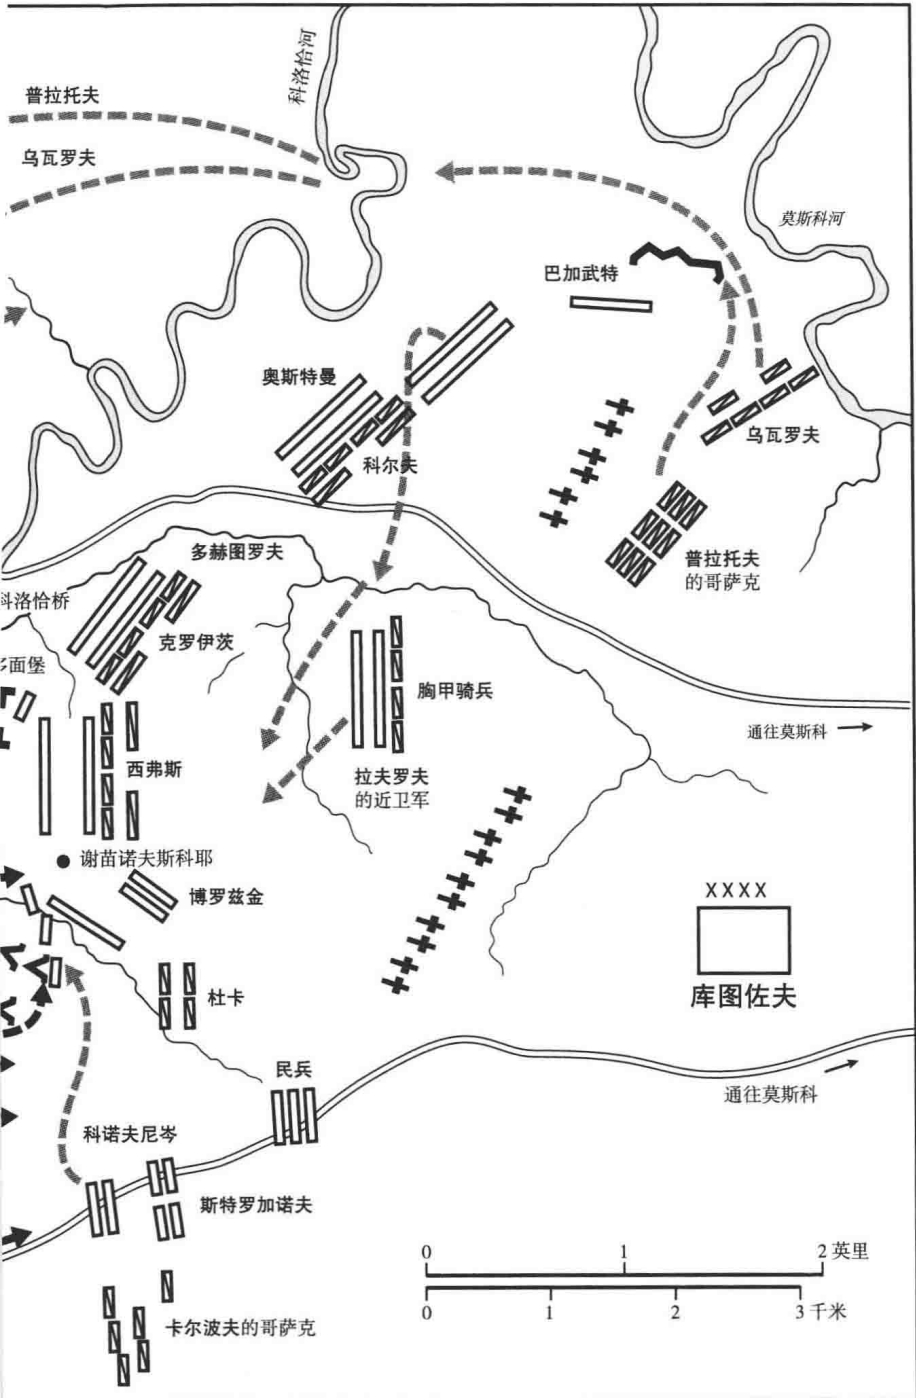 科洛恰河
普拉托夫
乌瓦罗夫
莫斯科河
巴加武特
奥斯特曼
乌瓦罗夫
科尔夫
多赫图罗夫
普拉托夫
的哥萨克
科洛恰桥
克罗伊茨
多面堡
胸甲骑兵
通往莫斯科
西弗斯
拉夫罗夫
的近卫军
谢苗诺夫斯科耶
博罗兹金
XXXX
库图佐夫
杜卡
民兵
通往莫斯科
科诺夫尼岑
斯特罗加诺夫
0 1 2 英里
0 1 2 3 千米
卡尔波夫的哥萨克